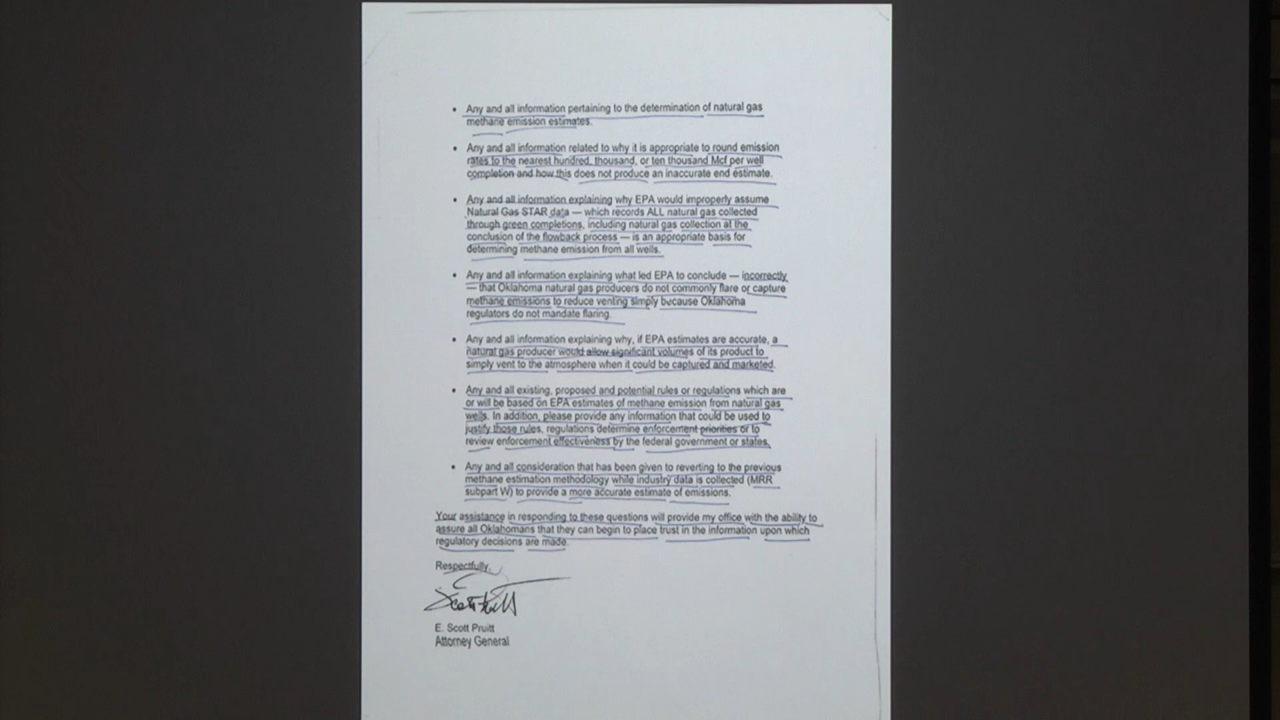 • Any and all information pertaining to the determination of natural gas
methane emission estimates.
• Any and all information related to why it is appropriate to round emission
rates to the nearest hundred, thousand, or ten thousand Mcf per well
completion and how this does not produce an inaccurate end estimate.
• Any and all information explaining why EPA would improperly assume
Natural Gas STAR data — which records ALL natural gas collected
through green completions, including natural gas collection at the
conclusion of the flowback process — is an appropriate basis for
determining methane emission from all wells.
• Any and all information explaining what led EPA to conclude — incorrectly
— that Oklahoma natural gas producers do not commonly flare or capture
methane emissions to reduce venting simply because Oklahoma
regulators do not mandate flaring.
• Any and all information explaining why, if EPA estimates are accurate, a
natural gas producer would allow significant volumes of its product to
simply vent to the atmosphere when it could be captured and marketed.
• Any and all existing, proposed and potential rules or regulations which are
or will be based on EPA estimates of methane emission from natural gas
wells. In addition, please provide any information that could be used to
justify those rules, regulations determine enforcement priorities or to
review enforcement effectiveness by the federal government or states.
• Any and all consideration that has been given to reverting to the previous
methane estimation methodology while industry data is collected (MRR
subpart W) to provide a more accurate estimate of emissions.
Your assistance in responding to these questions will provide my office with the ability to
assure all Oklahomans that they can begin to place trust in the information upon which
regulatory decisions are made.
Respectfully,
Scott Pruitt
E. Scott Pruitt
Attorney General